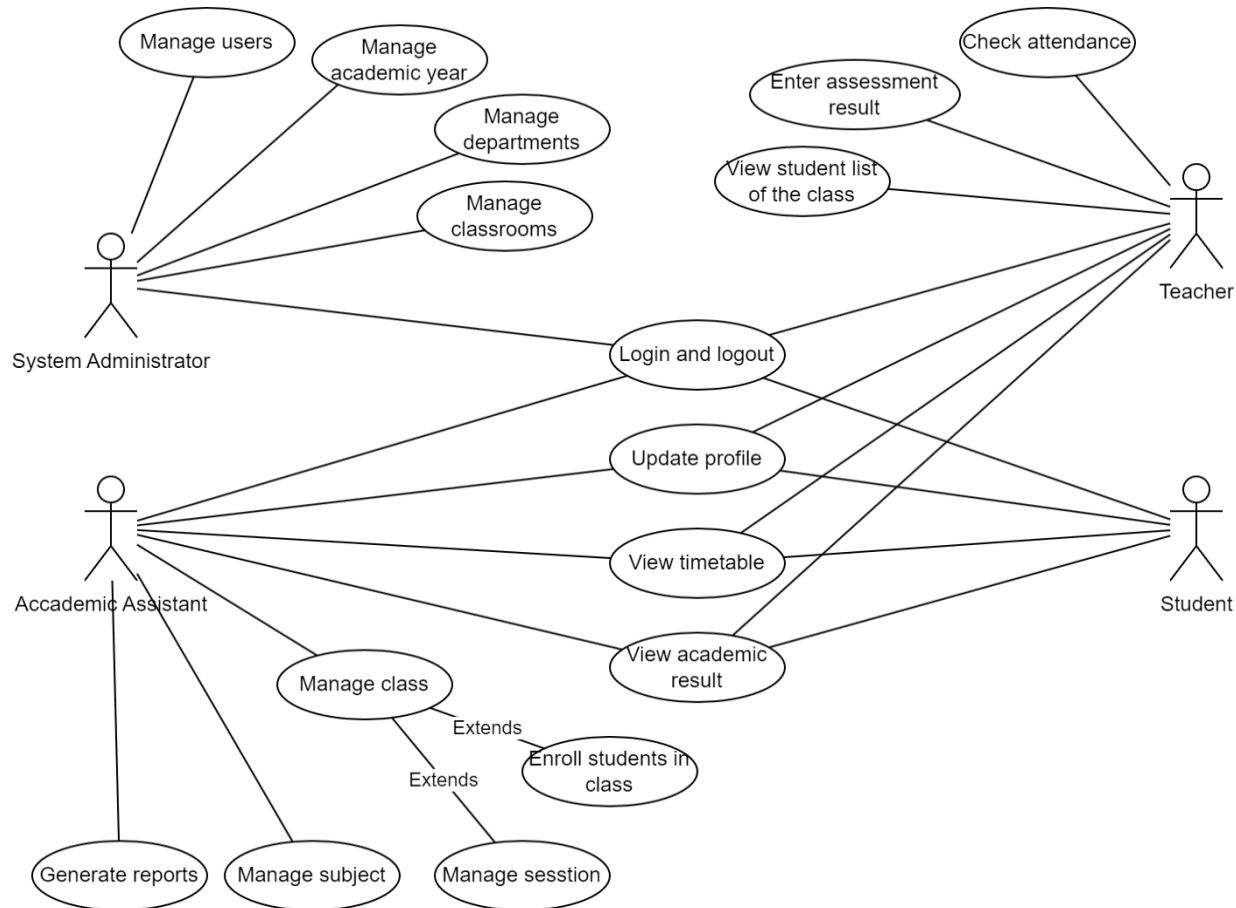 Manage users
Manage
academic year
Check attendance
Enter assessment
result
Manage
departments
View student list
of the class
Manage
classrooms
Teacher
System Administrator
Login and logout
Update profile
View timetable
Accademic Assistant
Student
View academic
result
Manage class
Extends
Enroll students in
class
Extends
Generate reports
Manage subject
Manage sesstion